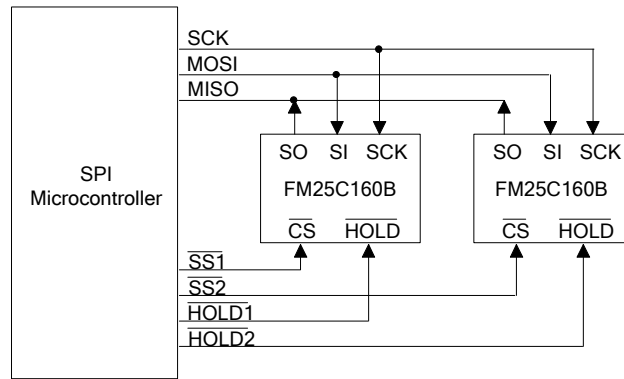 SCK
MOSI
MISO
SO SI SCK
SO SI SCK
SPI
Microcontroller
FM25C160B
FM25C160B
CS HOLD
CS HOLD
SS1
SS2
HOLD1
HOLD2